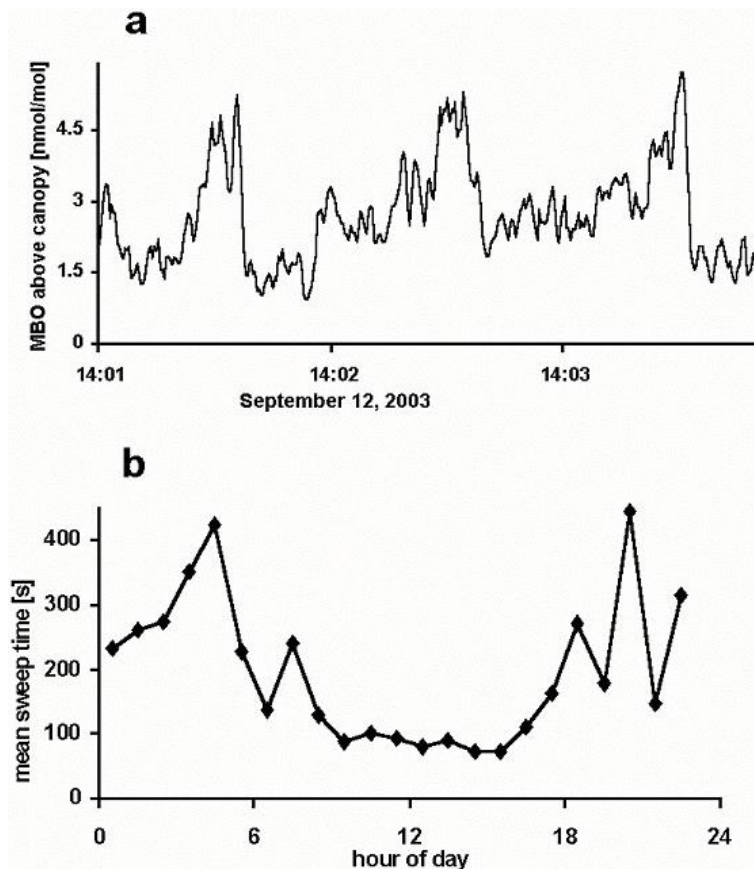 a
MBO above canopy [nmol/mol]
4.5
3
1.5
0
14:01 14:02 14:03
September 12, 2003
b
mean sweep time [s]
400
300
200
100
0
0 6 12 18 24
hour of day